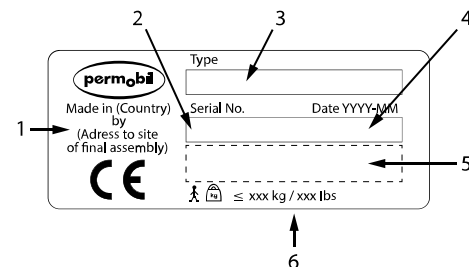 2
3
4
Type
permobil
Made in (Country)
by
(Adress to site
of final assembly)
1
Serial No.
Date YYYY-MM
5
kg
≤ xxx kg / xxx lbs
6